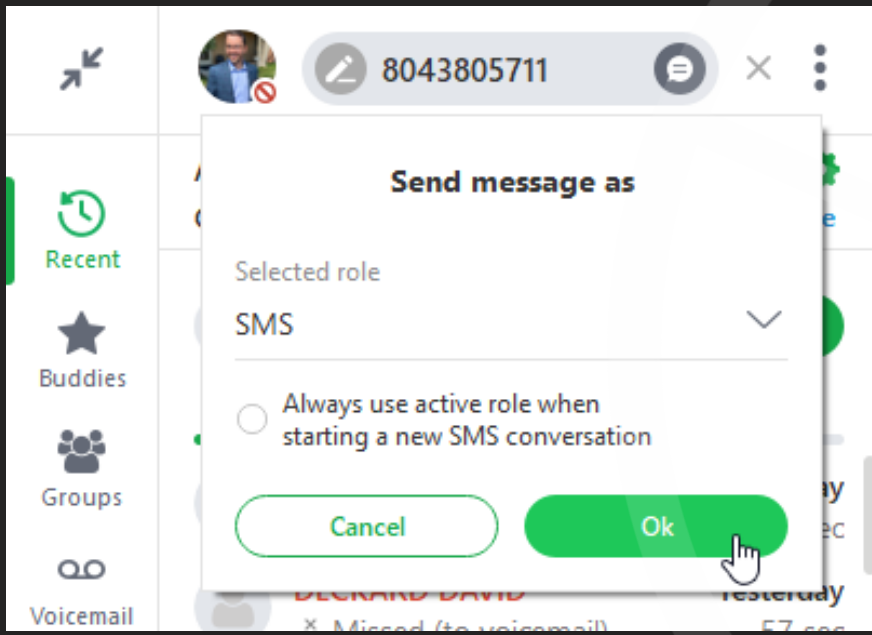 8043805711
Send message as
Selected role
SMS
Always use active role when
starting a new SMS conversation
Cancel
Ok
Recent
Buddies
Groups
Voicemail
DECKARD DAVID
Yesterday
Missed (to voicemail)
57 sec